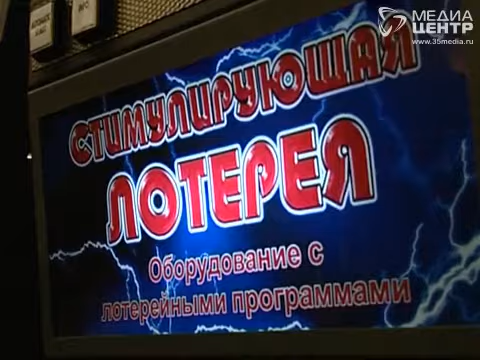 МЕДИА
ЦЕНТР
www.35media.ru
СТИМУЛИРУЮЩАЯ
ЛОТЕРЕЯ
Оборудование с
лотерейными программами